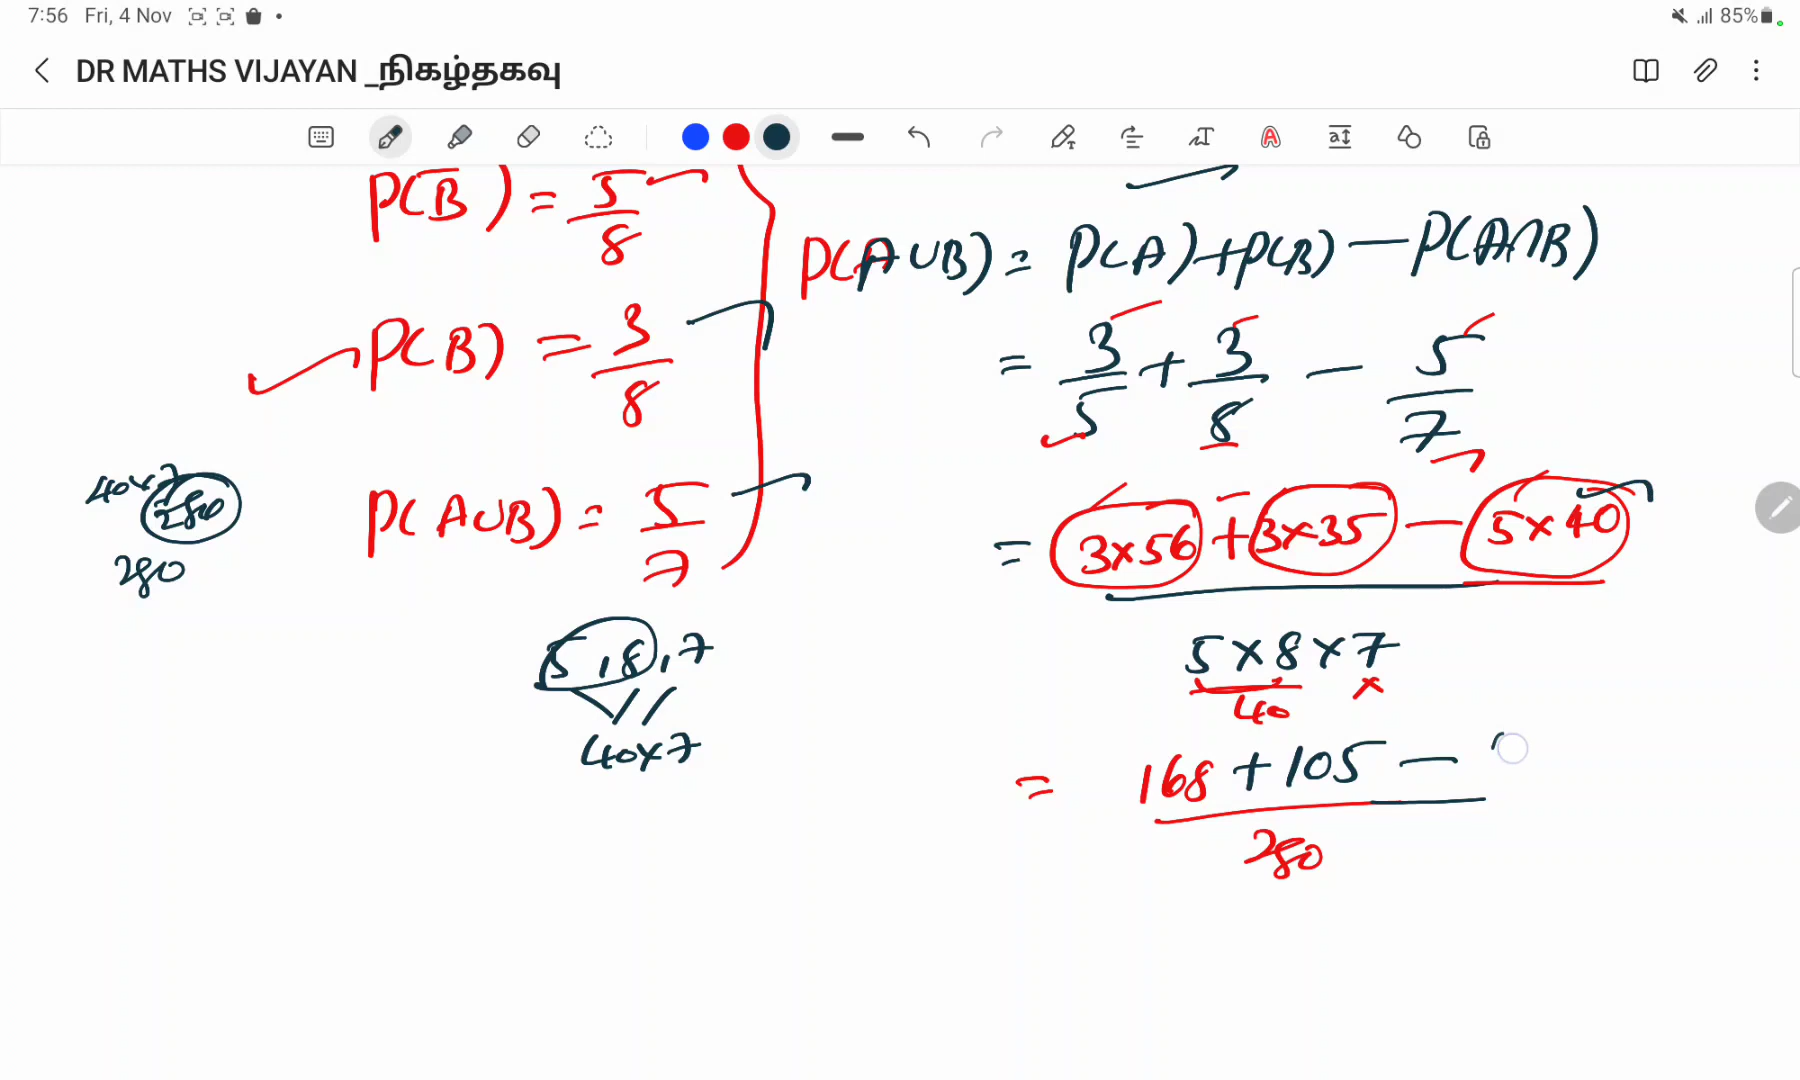 7:56 Fri, 4 Nov
85%
DR MATHS VIJAYAN _நிகழ்தகவு
P(B̅) = 5/8
P(B) = 3/8
P(A∪B) = 5/7
40×7
280
280
5,8,7
40×7
P(A∪B) = P(A)+P(B) — P(A∩B)
= 3/5 + 3/8 — 5/7
= 3×56 + 3×35 — 5×40
5×8×7
40 ×
= 168 + 105 —
280